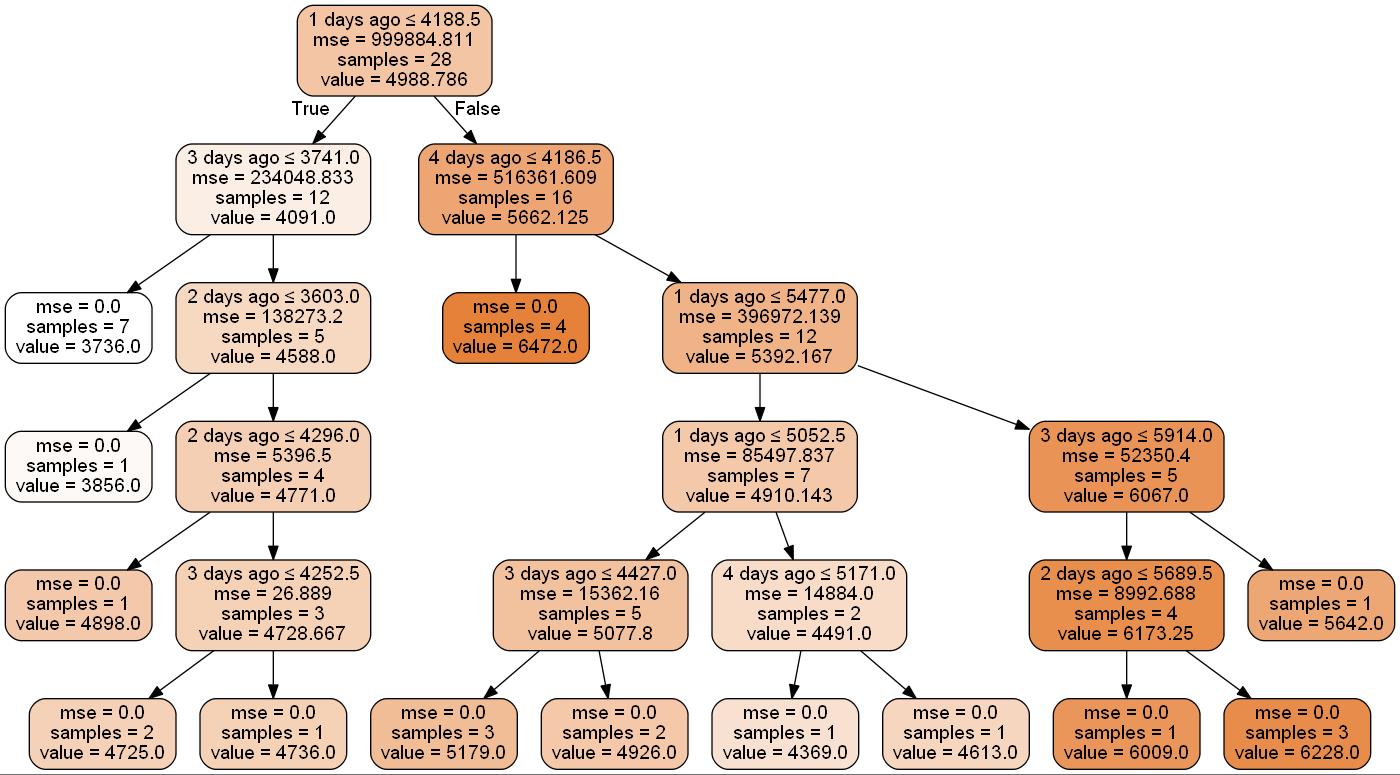 1 days ago ≤ 4188.5
mse = 999884.811
samples = 28
value = 4988.786
True
False
3 days ago ≤ 3741.0
mse = 234048.833
samples = 12
value = 4091.0
4 days ago ≤ 4186.5
mse = 516361.609
samples = 16
value = 5662.125
mse = 0.0
samples = 7
value = 3736.0
2 days ago ≤ 3603.0
mse = 138273.2
samples = 5
value = 4588.0
mse = 0.0
samples = 4
value = 6472.0
1 days ago ≤ 5477.0
mse = 396972.139
samples = 12
value = 5392.167
mse = 0.0
samples = 1
value = 3856.0
2 days ago ≤ 4296.0
mse = 5396.5
samples = 4
value = 4771.0
1 days ago ≤ 5052.5
mse = 85497.837
samples = 7
value = 4910.143
3 days ago ≤ 5914.0
mse = 52350.4
samples = 5
value = 6067.0
mse = 0.0
samples = 1
value = 4898.0
3 days ago ≤ 4252.5
mse = 26.889
samples = 3
value = 4728.667
3 days ago ≤ 4427.0
mse = 15362.16
samples = 5
value = 5077.8
4 days ago ≤ 5171.0
mse = 14884.0
samples = 2
value = 4491.0
2 days ago ≤ 5689.5
mse = 8992.688
samples = 4
value = 6173.25
mse = 0.0
samples = 1
value = 5642.0
mse = 0.0
samples = 2
value = 4725.0
mse = 0.0
samples = 1
value = 4736.0
mse = 0.0
samples = 3
value = 5179.0
mse = 0.0
samples = 2
value = 4926.0
mse = 0.0
samples = 1
value = 4369.0
mse = 0.0
samples = 1
value = 4613.0
mse = 0.0
samples = 1
value = 6009.0
mse = 0.0
samples = 3
value = 6228.0